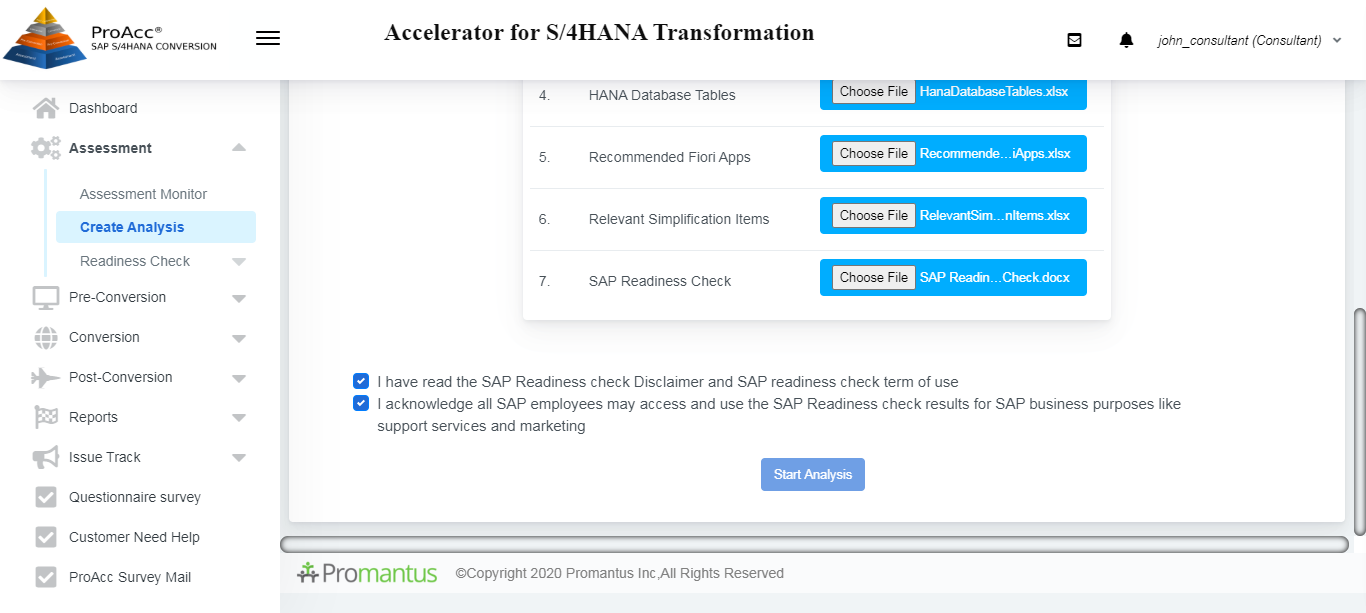 ProAcc®
SAP S/4HANA CONVERSION
Accelerator for S/4HANA Transformation
john_consultant (Consultant)
Dashboard
Assessment
Assessment Monitor
Create Analysis
Readiness Check
Pre-Conversion
Conversion
Post-Conversion
Reports
Issue Track
Questionnaire survey
Customer Need Help
ProAcc Survey Mail
4. HANA Database Tables Choose File HanaDatabaseTables.xlsx
5. Recommended Fiori Apps Choose File Recommende...iApps.xlsx
6. Relevant Simplification Items Choose File RelevantSim...nItems.xlsx
7. SAP Readiness Check Choose File SAP Readin...Check.docx
I have read the SAP Readiness check Disclaimer and SAP readiness check term of use
I acknowledge all SAP employees may access and use the SAP Readiness check results for SAP business purposes like
support services and marketing
Start Analysis
Promantus ©Copyright 2020 Promantus Inc,All Rights Reserved